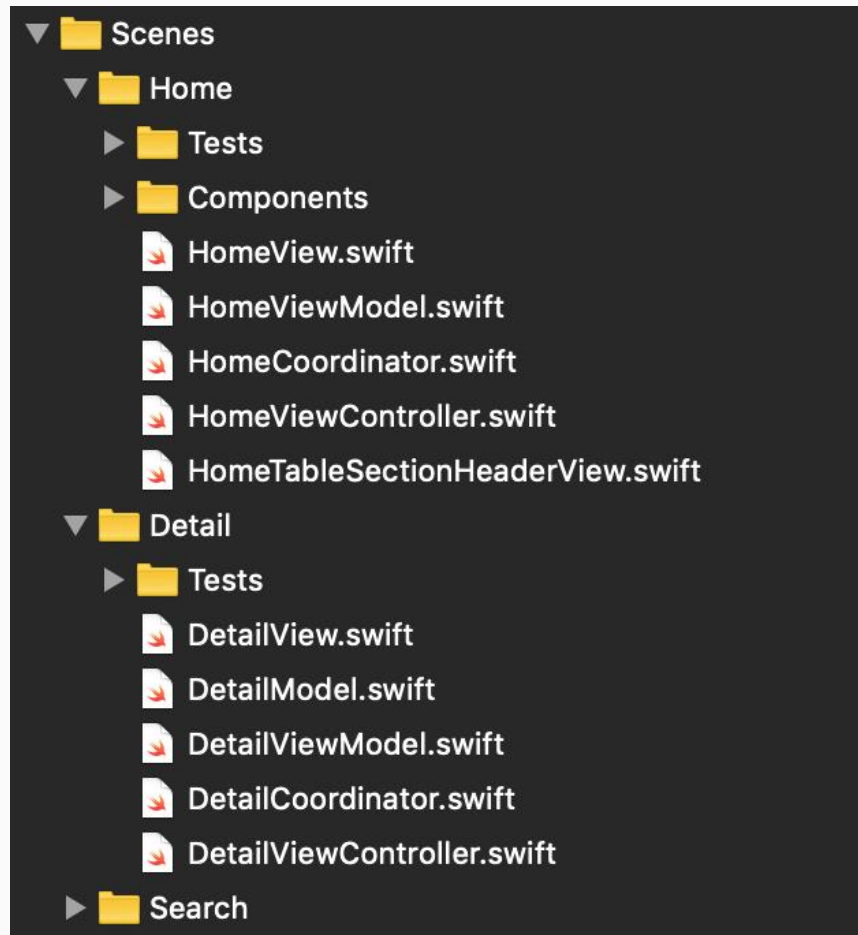 Scenes
Home
Tests
Components
HomeView.swift
HomeViewModel.swift
HomeCoordinator.swift
HomeViewController.swift
HomeTableSectionHeaderView.swift
Detail
Tests
DetailView.swift
DetailModel.swift
DetailViewModel.swift
DetailCoordinator.swift
DetailViewController.swift
Search